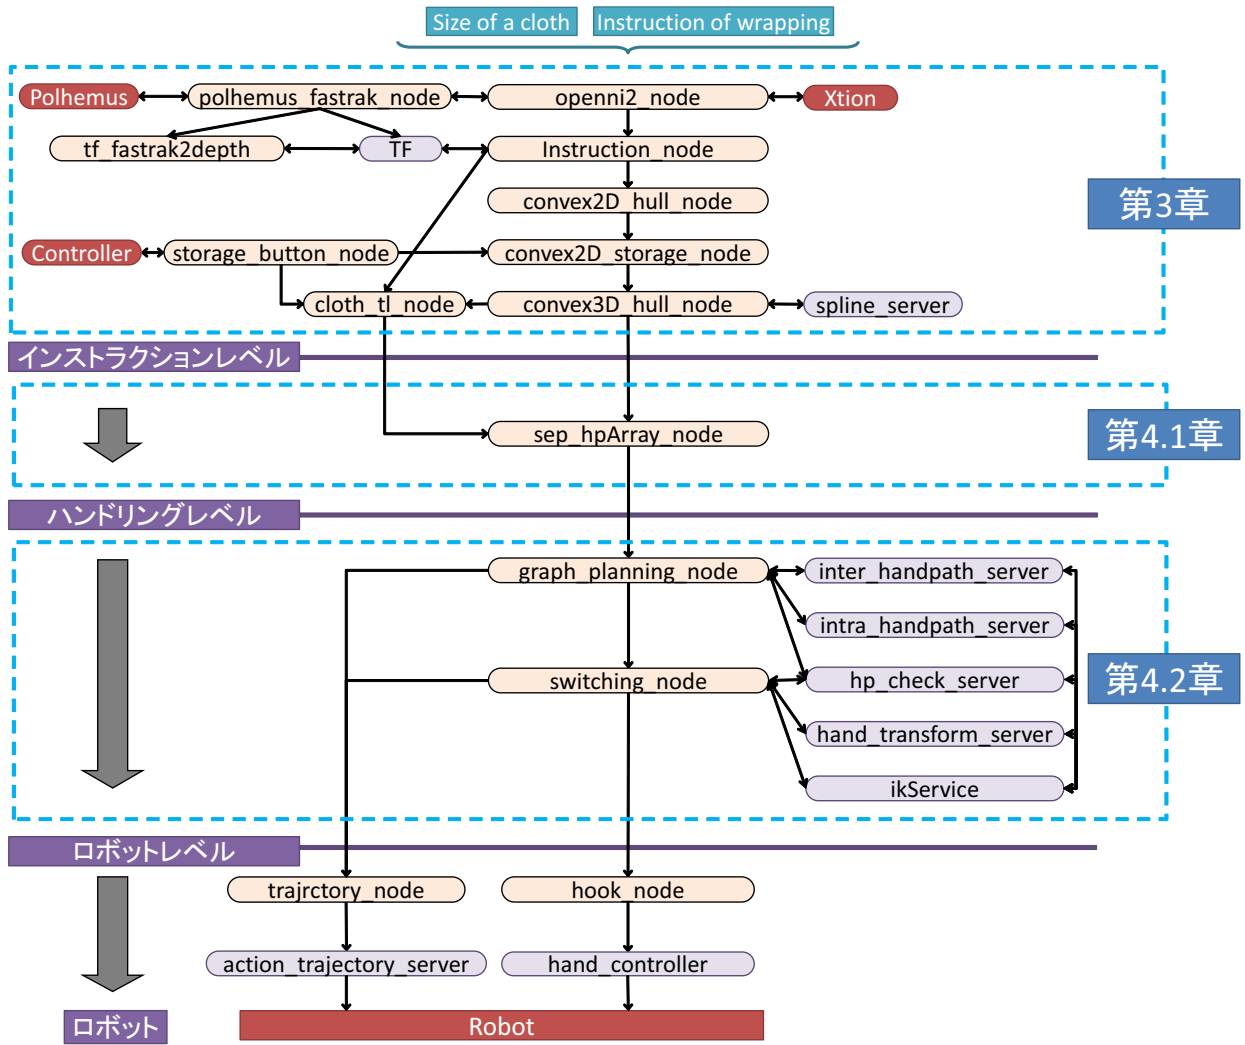 Size of a cloth
Instruction of wrapping
Polhemus
polhemus_fastrak_node
openni2_node
Xtion
tf_fastrak2depth
TF
Instruction_node
convex2D_hull_node
第3章
Controller
storage_button_node
convex2D_storage_node
cloth_tl_node
convex3D_hull_node
spline_server
インストラクションレベル
sep_hpArray_node
第4.1章
ハンドリングレベル
graph_planning_node
inter_handpath_server
intra_handpath_server
switching_node
hp_check_server
第4.2章
hand_transform_server
ikService
ロボットレベル
trajrctory_node
hook_node
action_trajectory_server
hand_controller
ロボット
Robot